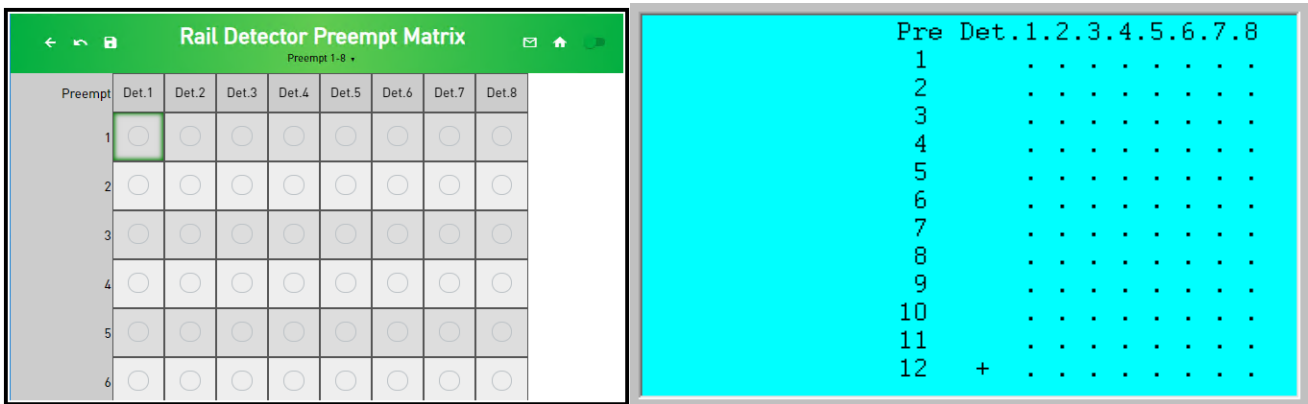 Rail Detector Preempt Matrix
Preempt 1-8
Preempt Det.1 Det.2 Det.3 Det.4 Det.5 Det.6 Det.7 Det.8
1
2
3
4
5
6
Pre Det.1.2.3.4.5.6.7.8
1 . . . . . . . .
2 . . . . . . . .
3 . . . . . . . .
4 . . . . . . . .
5 . . . . . . . .
6 . . . . . . . .
7 . . . . . . . .
8 . . . . . . . .
9 . . . . . . . .
10 . . . . . . . .
11 . . . . . . . .
12 + . . . . . . . .